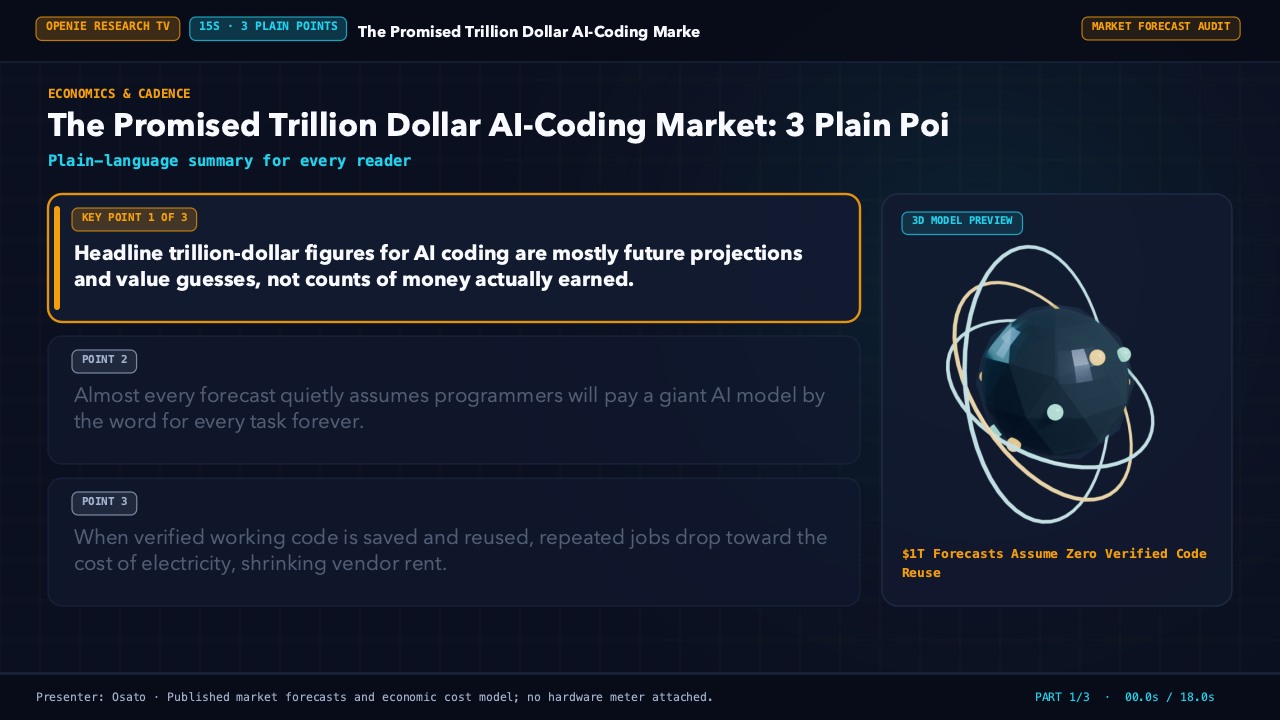 OPENIE RESEARCH TV
15S · 3 PLAIN POINTS
The Promised Trillion Dollar AI-Coding Marke
MARKET FORECAST AUDIT
ECONOMICS & CADENCE
The Promised Trillion Dollar AI-Coding Market: 3 Plain Poi
Plain-language summary for every reader
KEY POINT 1 OF 3
Headline trillion-dollar figures for AI coding are mostly future projections
and value guesses, not counts of money actually earned.
POINT 2
Almost every forecast quietly assumes programmers will pay a giant AI model by
the word for every task forever.
POINT 3
When verified working code is saved and reused, repeated jobs drop toward the
cost of electricity, shrinking vendor rent.
3D MODEL PREVIEW
$1T Forecasts Assume Zero Verified Code
Reuse
Presenter: Osato · Published market forecasts and economic cost model; no hardware meter attached.
PART 1/3 · 00.0s / 18.0s